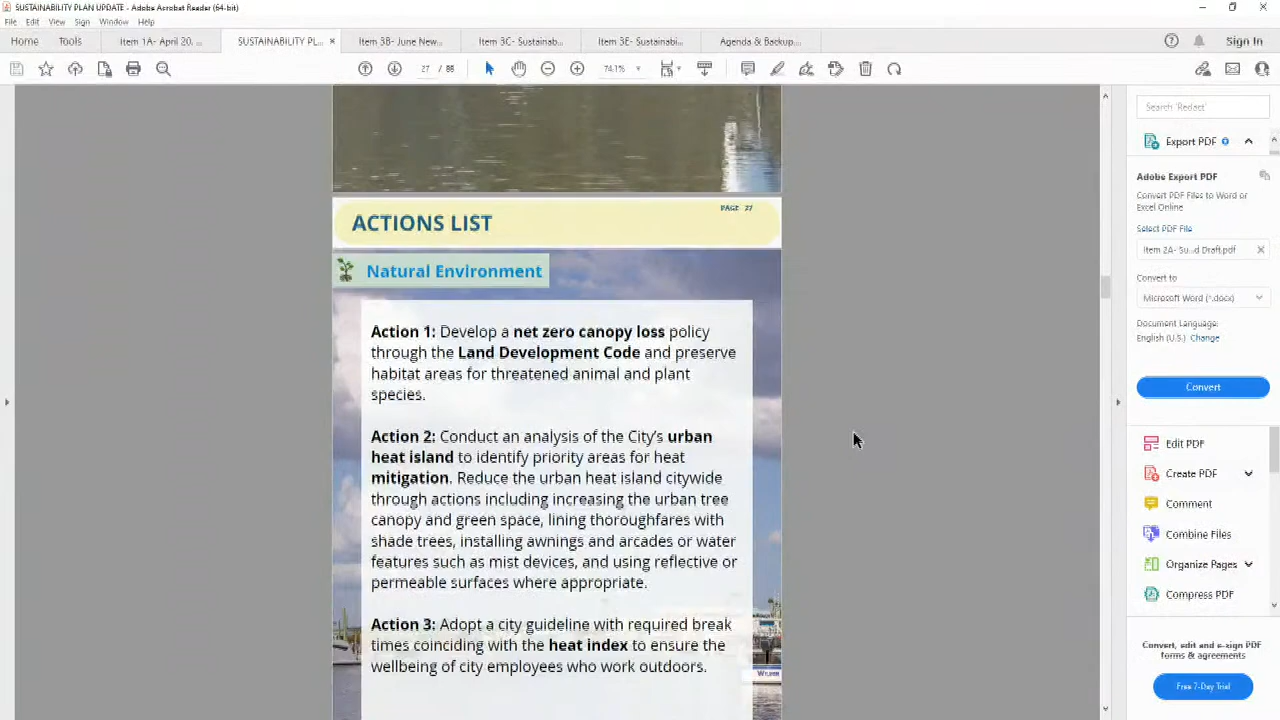 SUSTAINABILITY PLAN UPDATE - Adobe Acrobat Reader (64-bit)
File Edit View Sign Window Help
Home Tools Item 1A- April 20, ... SUSTAINABILITY PL... × Item 3B- June New... Item 3C- Sustainab... Item 3E- Sustainabi... Agenda & Backup... Sign In
27 / 86 74.1%
PAGE 27
ACTIONS LIST
Natural Environment
Action 1: Develop a net zero canopy loss policy
through the Land Development Code and preserve
habitat areas for threatened animal and plant
species.
Action 2: Conduct an analysis of the City's urban
heat island to identify priority areas for heat
mitigation. Reduce the urban heat island citywide
through actions including increasing the urban tree
canopy and green space, lining thoroughfares with
shade trees, installing awnings and arcades or water
features such as mist devices, and using reflective or
permeable surfaces where appropriate.
Action 3: Adopt a city guideline with required break
times coinciding with the heat index to ensure the
wellbeing of city employees who work outdoors.
Search 'Redact'
Export PDF
Adobe Export PDF
Convert PDF Files to Word or
Excel Online
Select PDF File
Item 2A- Su...d Draft.pdf
Convert to
Microsoft Word (*.docx)
Document Language:
English (U.S.) Change
Convert
Edit PDF
Create PDF
Comment
Combine Files
Organize Pages
Compress PDF
Convert, edit and e-sign PDF
forms & agreements
Free 7-Day Trial